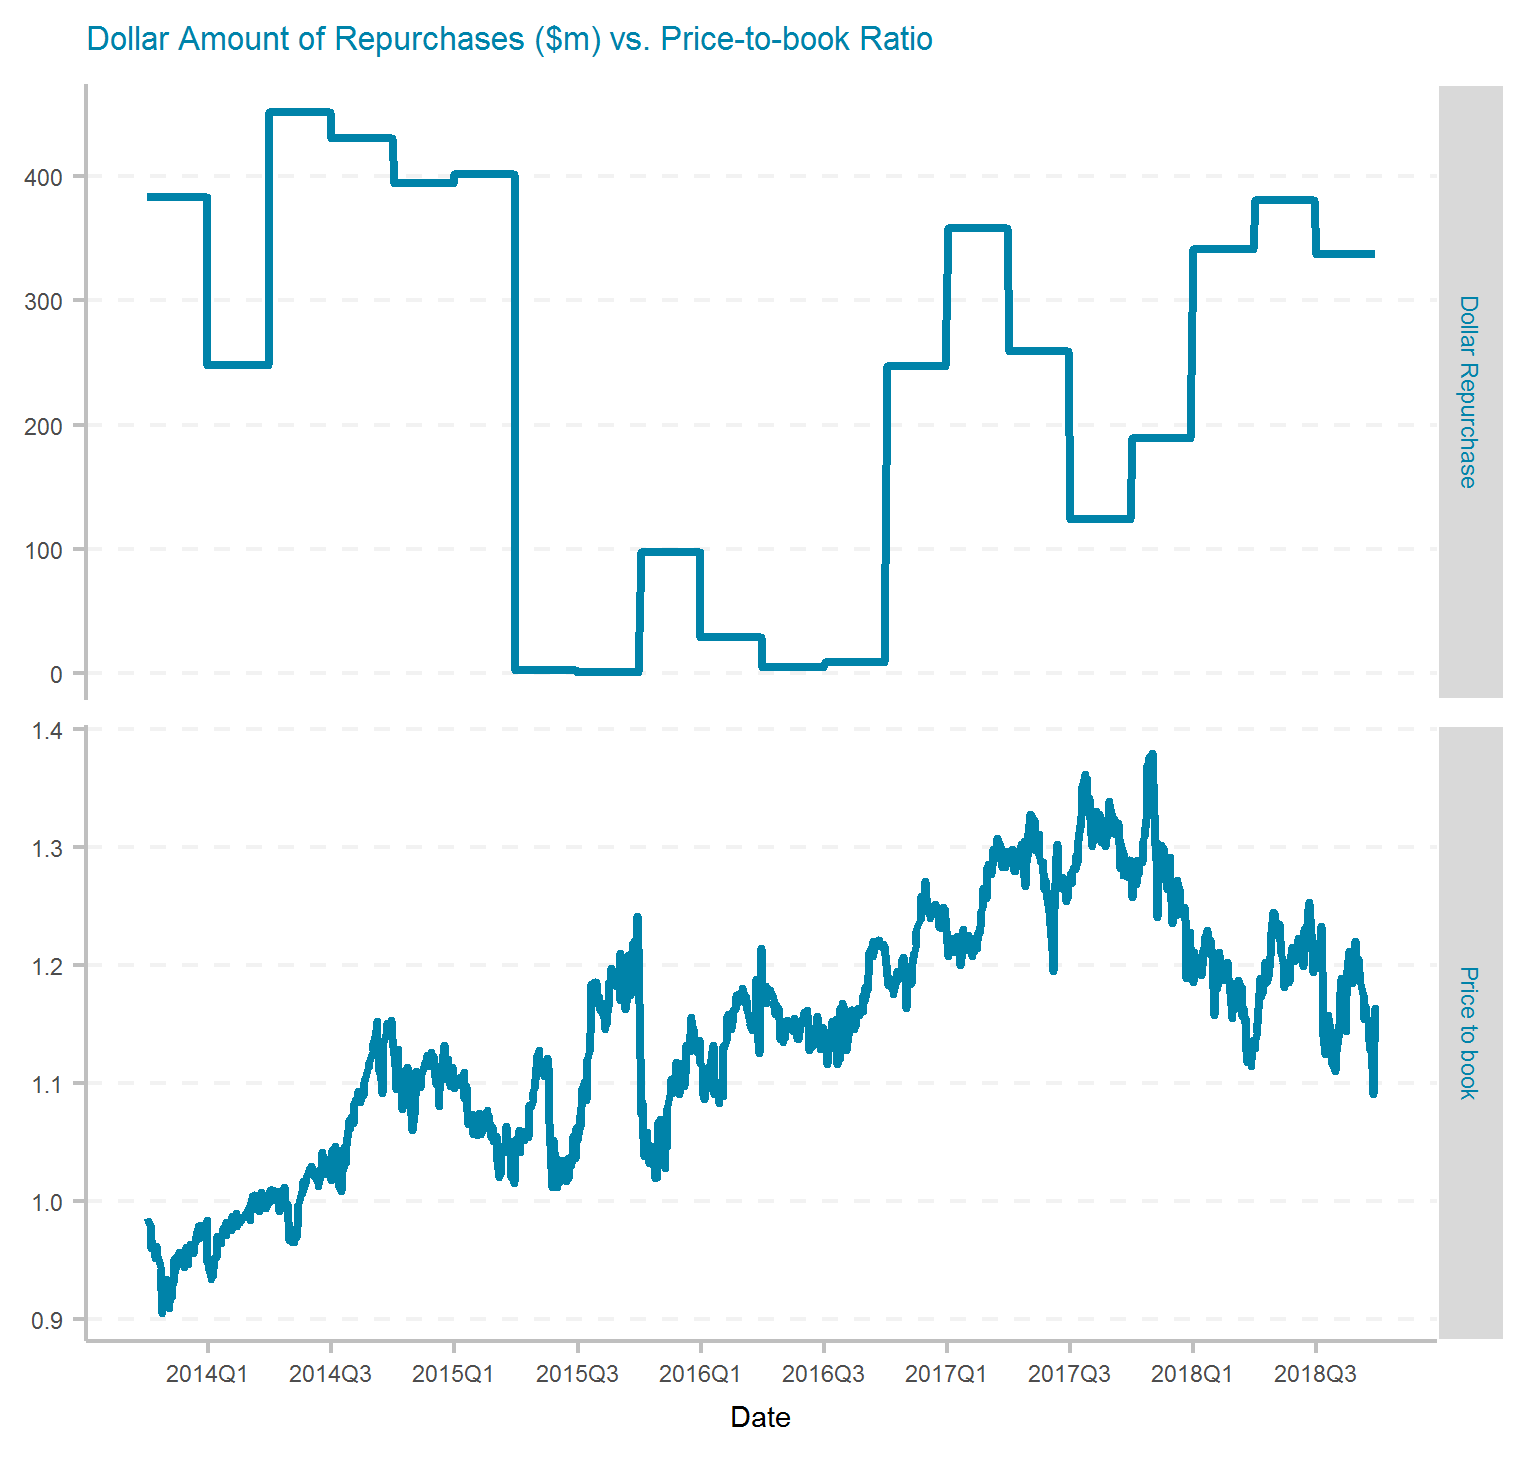 Dollar Amount of Repurchases ($m) vs. Price-to-book Ratio
400
300
200
100
0
Dollar Repurchase
1.4
1.3
1.2
1.1
1.0
0.9
Price to book
2014Q1 2014Q3 2015Q1 2015Q3 2016Q1 2016Q3 2017Q1 2017Q3 2018Q1 2018Q3
Date